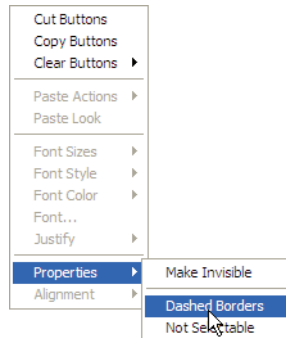 Cut Buttons
Copy Buttons
Clear Buttons
Paste Actions
Paste Look
Font Sizes
Font Style
Font Color
Font...
Justify
Properties
Alignment
Make Invisible
Dashed Borders
Not Selectable